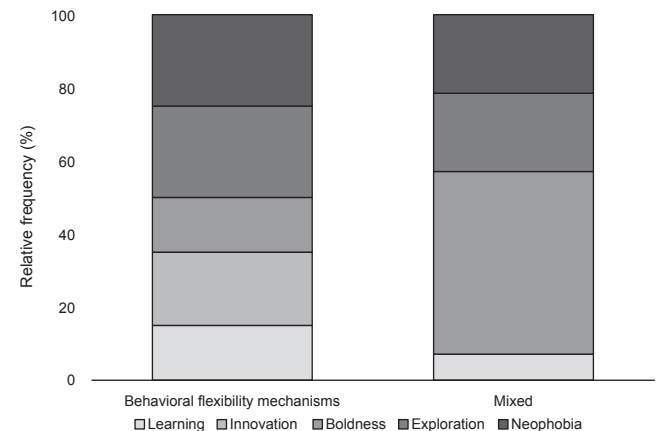 100
80
60
40
20
0
Relative frequency (%)
Behavioral flexibility mechanisms Mixed
Learning Innovation Boldness Exploration Neophobia